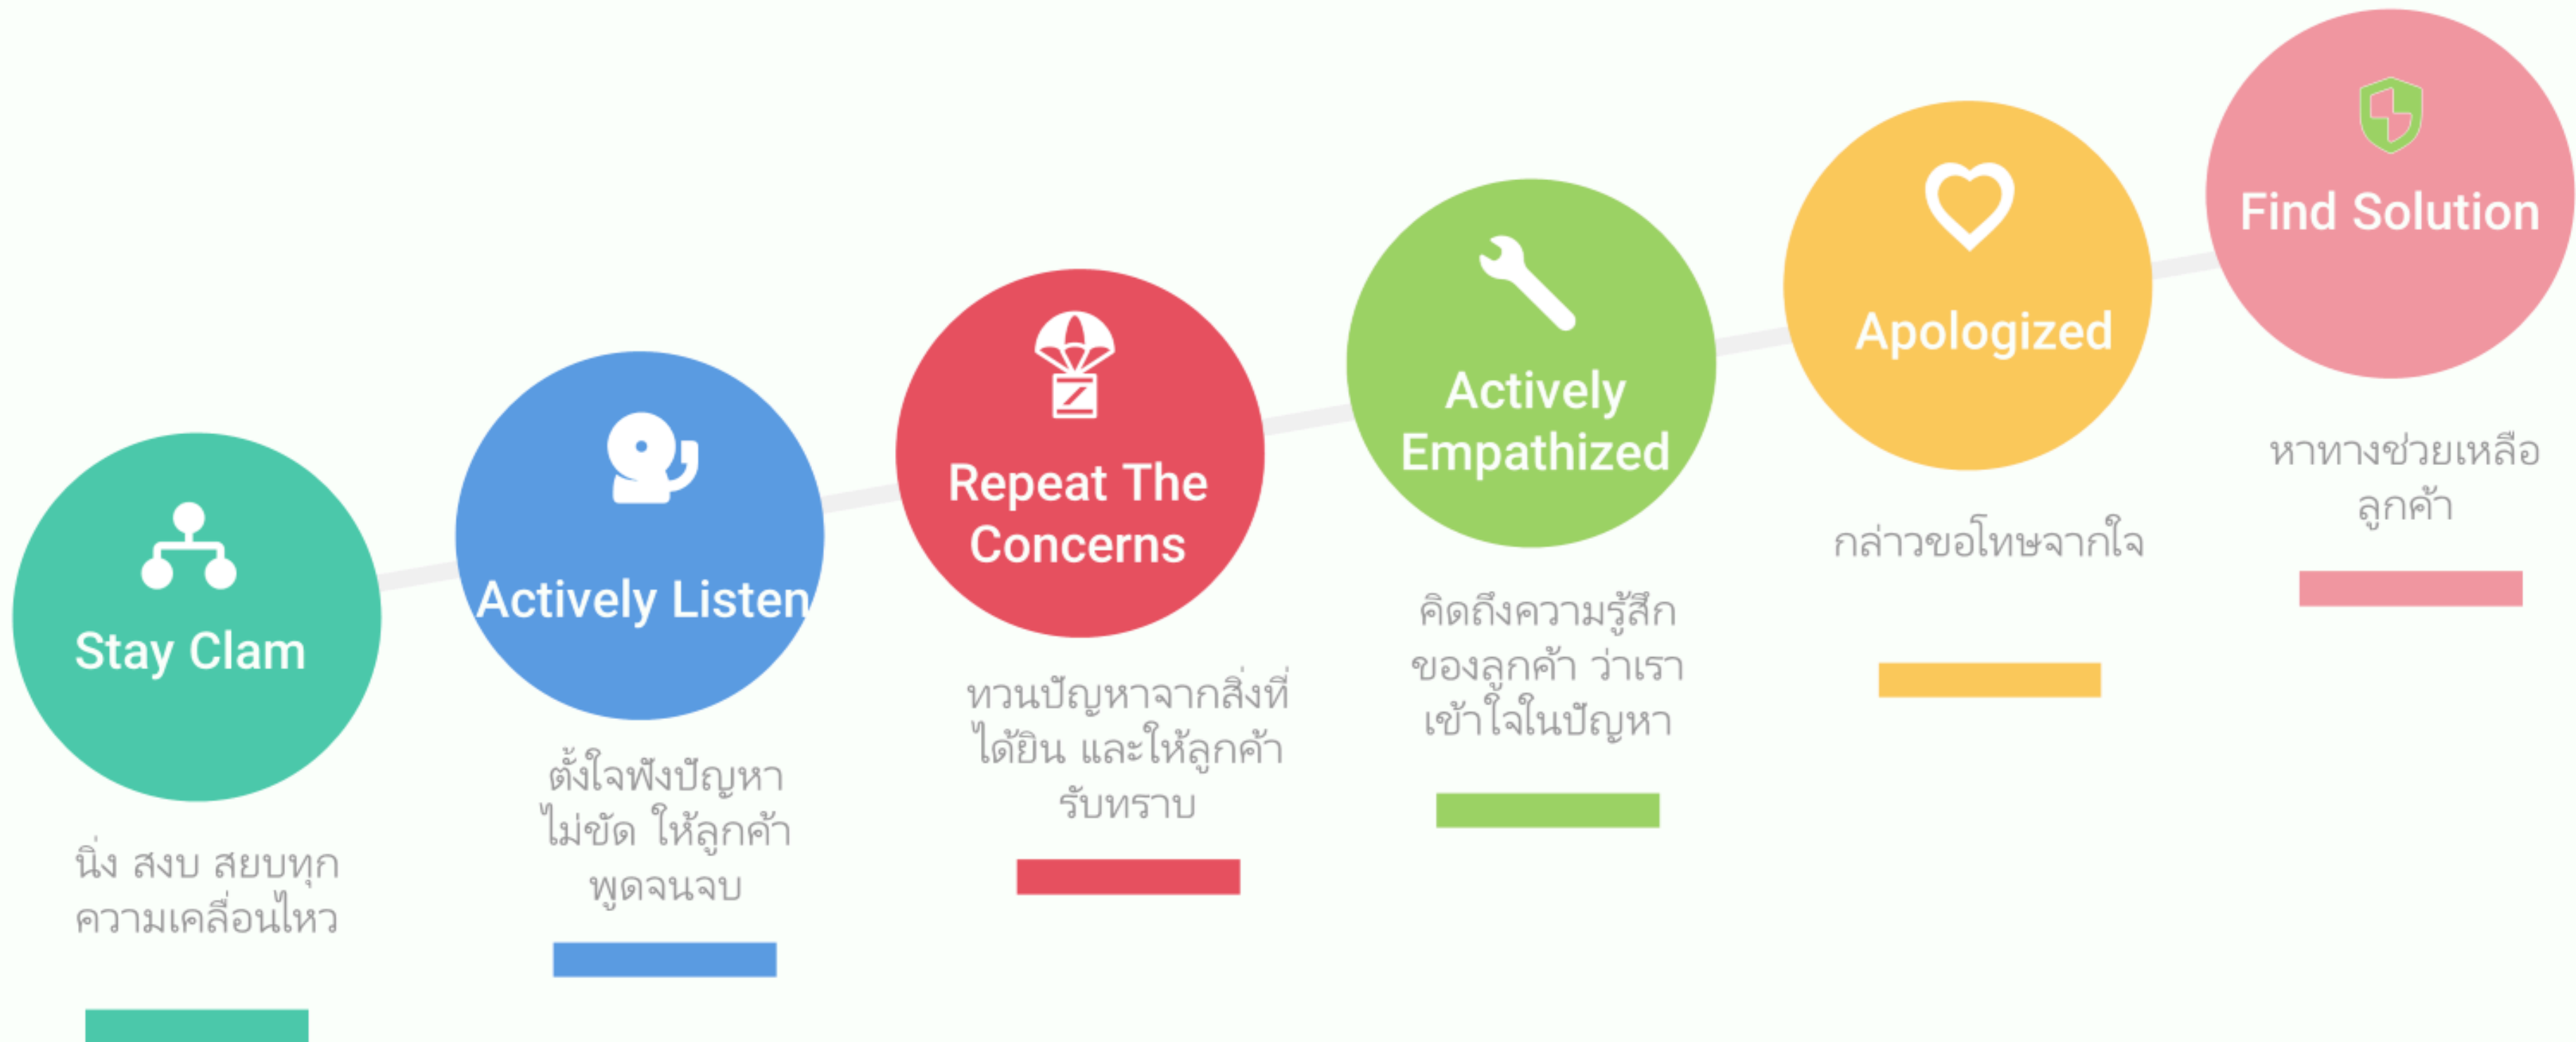 Stay Clam
นิ่ง สงบ สยบทุก
ความเคลื่อนไหว
Actively Listen
ตั้งใจฟังปัญหา
ไม่ขัด ให้ลูกค้า
พูดจนจบ
Repeat The
Concerns
ทวนปัญหาจากสิ่งที่
ได้ยิน และให้ลูกค้า
รับทราบ
Actively
Empathized
คิดถึงความรู้สึก
ของลูกค้า ว่าเรา
เข้าใจในปัญหา
Apologized
กล่าวขอโทษจากใจ
Find Solution
หาทางช่วยเหลือ
ลูกค้า